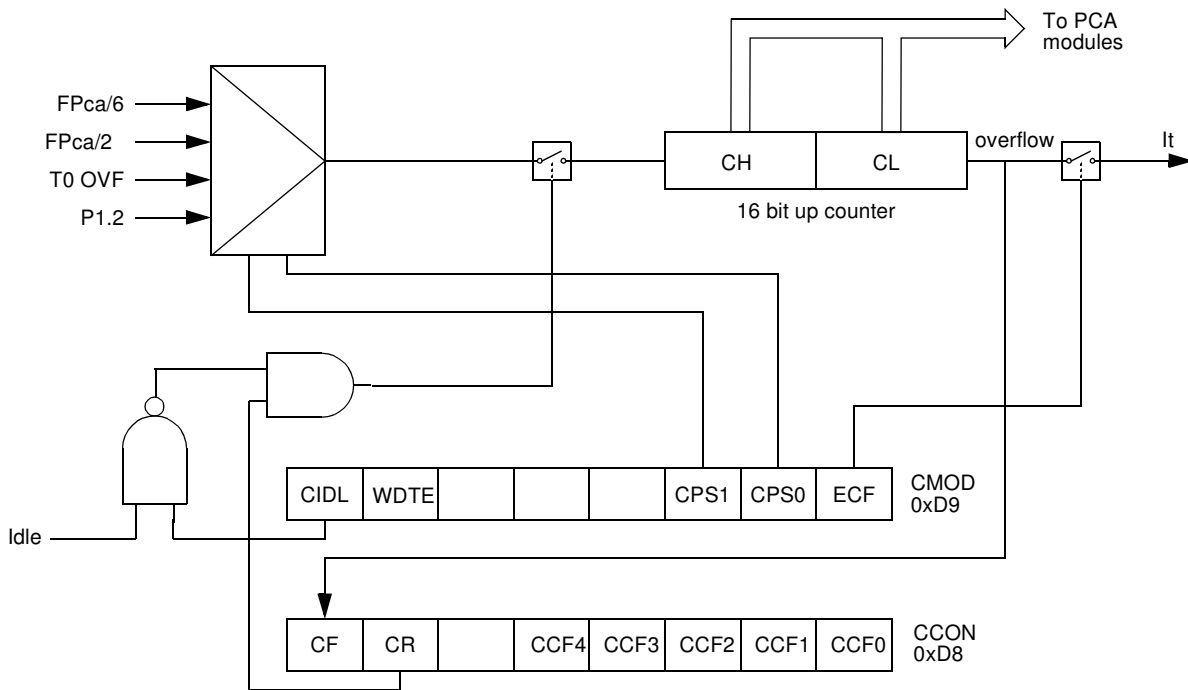 To PCA
modules
FPca/6
FPca/2
T0 OVF
P1.2
CH
CL
overflow
It
16 bit up counter
CIDL
WDTE
CPS1
CPS0
ECF
CMOD
0xD9
Idle
CF
CR
CCF4
CCF3
CCF2
CCF1
CCF0
CCON
0xD8